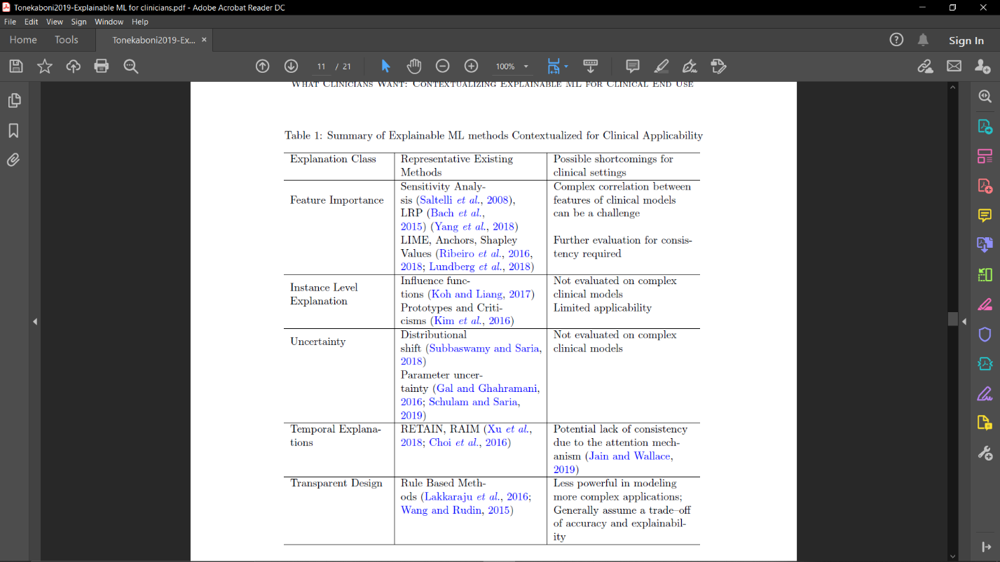 Tonekaboni2019-Explainable ML for clinicians.pdf - Adobe Acrobat Reader DC
File Edit View Sign Window Help
Home Tools Tonekaboni2019-Ex... × Sign In
11 / 21 100%
What Clinicians Want: Contextualizing Explainable ML for Clinical End Use
Table 1: Summary of Explainable ML methods Contextualized for Clinical Applicability
Explanation Class
Representative Existing
Methods
Possible shortcomings for
clinical settings
Feature Importance
Sensitivity Analy-
sis (Saltelli et al., 2008),
LRP (Bach et al.,
2015) (Yang et al., 2018)
LIME, Anchors, Shapley
Values (Ribeiro et al., 2016,
2018; Lundberg et al., 2018)
Complex correlation between
features of clinical models
can be a challenge
Further evaluation for consis-
tency required
Instance Level
Explanation
Influence func-
tions (Koh and Liang, 2017)
Prototypes and Criti-
cisms (Kim et al., 2016)
Not evaluated on complex
clinical models
Limited applicability
Uncertainty
Distributional
shift (Subbaswamy and Saria,
2018)
Parameter uncer-
tainty (Gal and Ghahramani,
2016; Schulam and Saria,
2019)
Not evaluated on complex
clinical models
Temporal Explana-
tions
RETAIN, RAIM (Xu et al.,
2018; Choi et al., 2016)
Potential lack of consistency
due to the attention mech-
anism (Jain and Wallace,
2019)
Transparent Design
Rule Based Meth-
ods (Lakkaraju et al., 2016;
Wang and Rudin, 2015)
Less powerful in modeling
more complex applications;
Generally assume a trade–off
of accuracy and explainabil-
ity